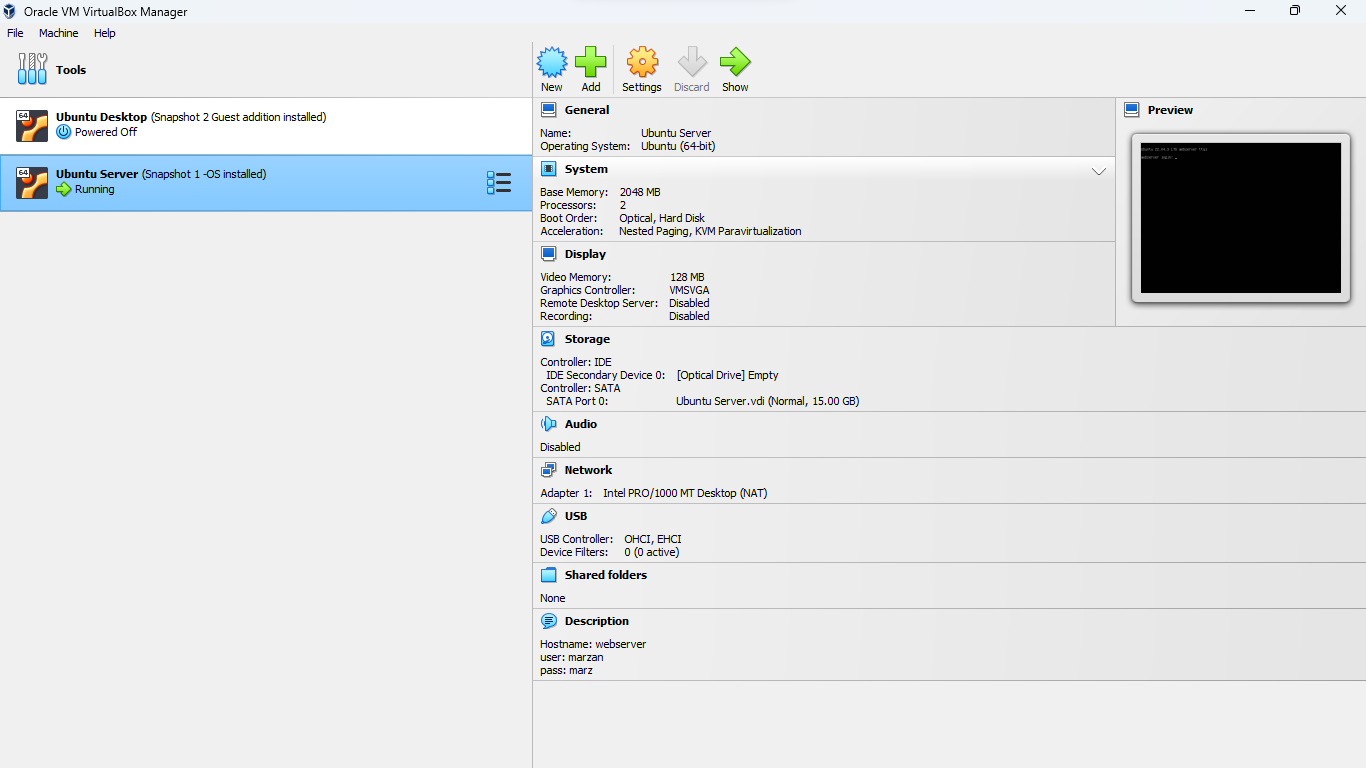 Oracle VM VirtualBox Manager
File Machine Help
Tools
New Add Settings Discard Show
64
Ubuntu Desktop (Snapshot 2 Guest addition installed)
Powered Off
64
Ubuntu Server (Snapshot 1 -OS installed)
Running
General
Name: Ubuntu Server
Operating System: Ubuntu (64-bit)
System
Base Memory: 2048 MB
Processors: 2
Boot Order: Optical, Hard Disk
Acceleration: Nested Paging, KVM Paravirtualization
Display
Video Memory: 128 MB
Graphics Controller: VMSVGA
Remote Desktop Server: Disabled
Recording: Disabled
Preview
Storage
Controller: IDE
IDE Secondary Device 0: [Optical Drive] Empty
Controller: SATA
SATA Port 0: Ubuntu Server.vdi (Normal, 15.00 GB)
Audio
Disabled
Network
Adapter 1: Intel PRO/1000 MT Desktop (NAT)
USB
USB Controller: OHCI, EHCI
Device Filters: 0 (0 active)
Shared folders
None
Description
Hostname: webserver
user: marzan
pass: marz